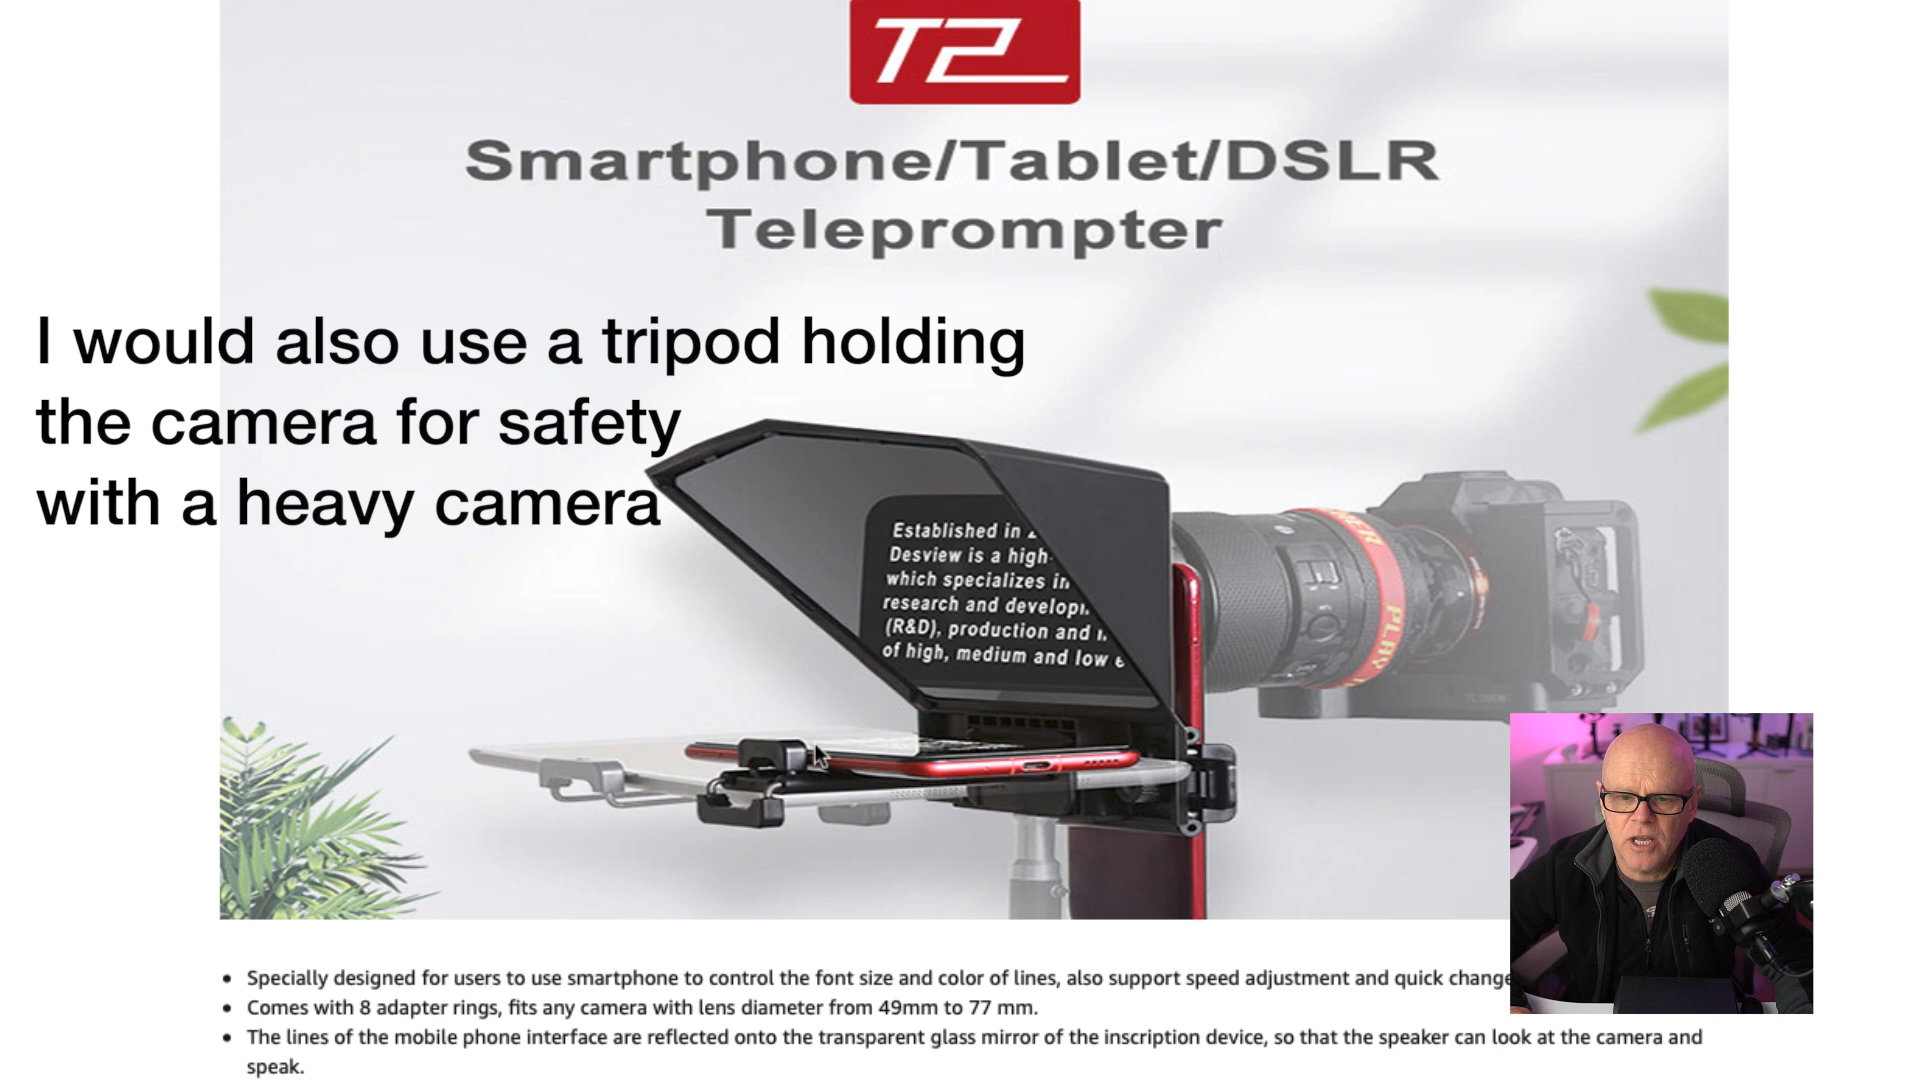 T2
Smartphone/Tablet/DSLR
Teleprompter
I would also use a tripod holding
the camera for safety
with a heavy camera
Established in
Desview is a high-
which specializes in
research and
(R&D), production and
of high, medium and low
PLAY
• Specially designed for users to use smartphone to control the font size and color of lines, also support speed adjustment and quick change
• Comes with 8 adapter rings, fits any camera with lens diameter from 49mm to 77 mm.
• The lines of the mobile phone interface are reflected onto the transparent glass mirror of the inscription device, so that the speaker can look at the camera and
speak.